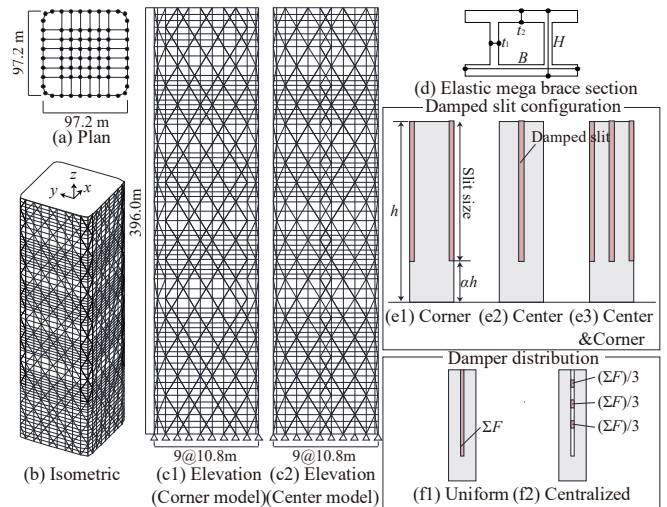 97.2 m
97.2 m
(a) Plan
z
y
x
(b) Isometric
396.0m
9@10.8m
9@10.8m
(c1) Elevation
(Corner model)
(c2) Elevation
(Center model)
t1
t2
B
H
(d) Elastic mega brace section
Damped slit configuration
Damped slit
h
Slit size
αh
(e1) Corner
(e2) Center
(e3) Center
&Corner
Damper distribution
ΣF
(ΣF)/3
(ΣF)/3
(ΣF)/3
(f1) Uniform
(f2) Centralized